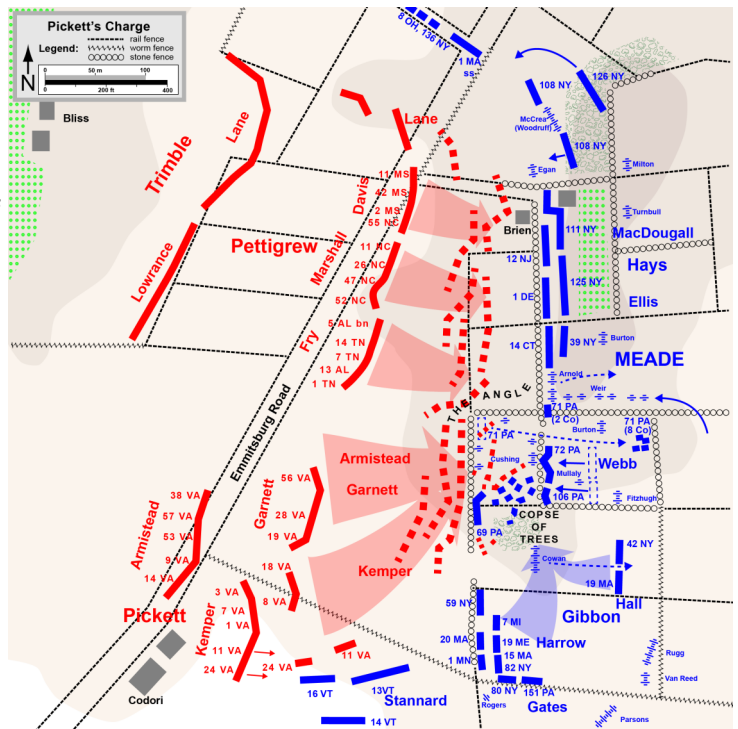 Pickett's Charge
Legend:
rail fence
worm fence
stone fence
N
0 50 m 100
0 200 ft 400
8 OH, 136 NY
1 MA
ss
108 NY
126 NY
McCrea
(Woodruff)
108 NY
Egan
Milton
Bliss
Lane
Trimble
Lane
Lowrance
Pettigrew
Davis
Marshall
Fry
11 MS
42 MS
2 MS
55 NC
11 NC
26 NC
47 NC
52 NC
5 AL bn
14 TN
7 TN
13 AL
1 TN
Brien
Turnbull
111 NY
MacDougall
12 NJ
Hays
125 NY
1 DE
Ellis
14 CT
39 NY
Burton
MEADE
Arnold
Weir
THE ANGLE
71 PA
(2 Co)
71 PA
Burton
71 PA
(8 Co)
Cushing
72 PA
Webb
Mullaly
106 PA
Fitzhugh
69 PA
COPSE
OF
TREES
Emmitsburg Road
Armistead
Garnett
Kemper
Garnett
56 VA
28 VA
19 VA
18 VA
8 VA
Armistead
38 VA
57 VA
53 VA
9 VA
14 VA
Pickett
Kemper
3 VA
7 VA
1 VA
11 VA
24 VA
24 VA
11 VA
Codori
Cowan
42 NY
19 MA
Hall
Gibbon
59 NY
7 MI
Harrow
20 MA
19 ME
15 MA
1 MN
82 NY
80 NY
151 PA
Gates
Rugg
Van Reed
Rogers
Parsons
16 VT
13VT
Stannard
14 VT